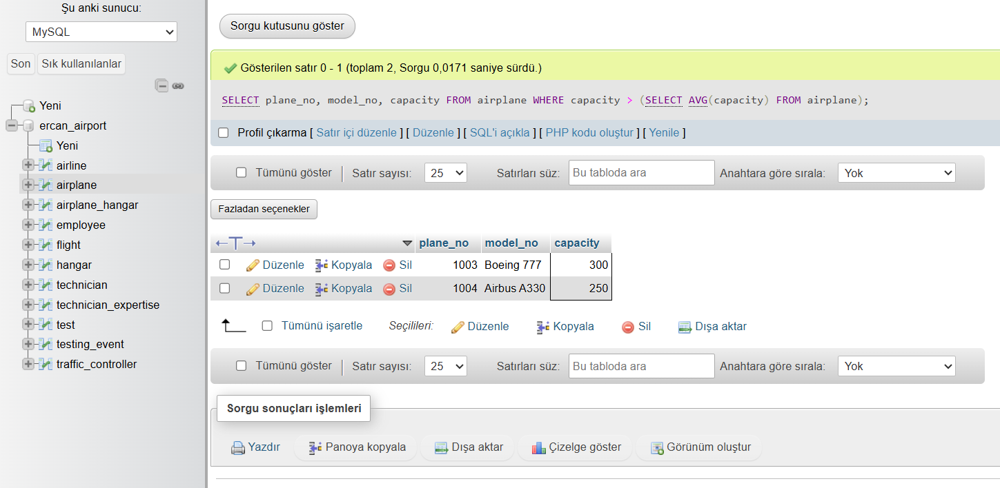 Şu anki sunucu:
MySQL
Son Sık kullanılanlar
Yeni
ercan_airport
Yeni
airline
airplane
airplane_hangar
employee
flight
hangar
technician
technician_expertise
test
testing_event
traffic_controller
Sorgu kutusunu göster
Gösterilen satır 0 - 1 (toplam 2, Sorgu 0,0171 saniye sürdü.)
SELECT plane_no, model_no, capacity FROM airplane WHERE capacity > (SELECT AVG(capacity) FROM airplane);
Profil çıkarma [ Satır içi düzenle ] [ Düzenle ] [ SQL'i açıkla ] [ PHP kodu oluştur ] [ Yenile ]
Tümünü göster Satır sayısı: 25 Satırları süz: Bu tabloda ara Anahtara göre sırala: Yok
Fazladan seçenekler
plane_no model_no capacity
Düzenle Kopyala Sil 1003 Boeing 777 300
Düzenle Kopyala Sil 1004 Airbus A330 250
Tümünü işaretle Seçilileri: Düzenle Kopyala Sil Dışa aktar
Tümünü göster Satır sayısı: 25 Satırları süz: Bu tabloda ara Anahtara göre sırala: Yok
Sorgu sonuçları işlemleri
Yazdır Panoya kopyala Dışa aktar Çizelge göster Görünüm oluştur